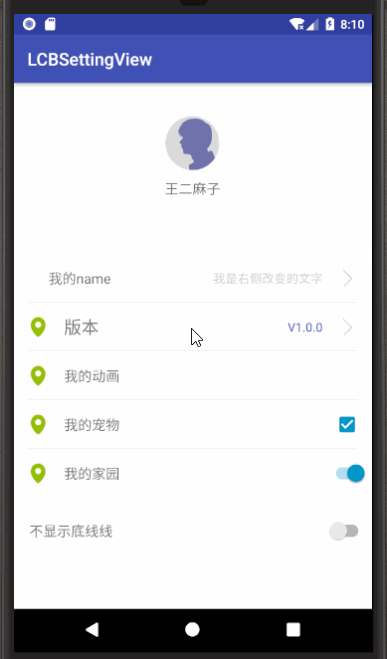 8:10
LCBSettingView
王二麻子
我的name 我是右侧改变的文字
版本 V1.0.0
我的动画
我的宠物
我的家园
不显示底线线